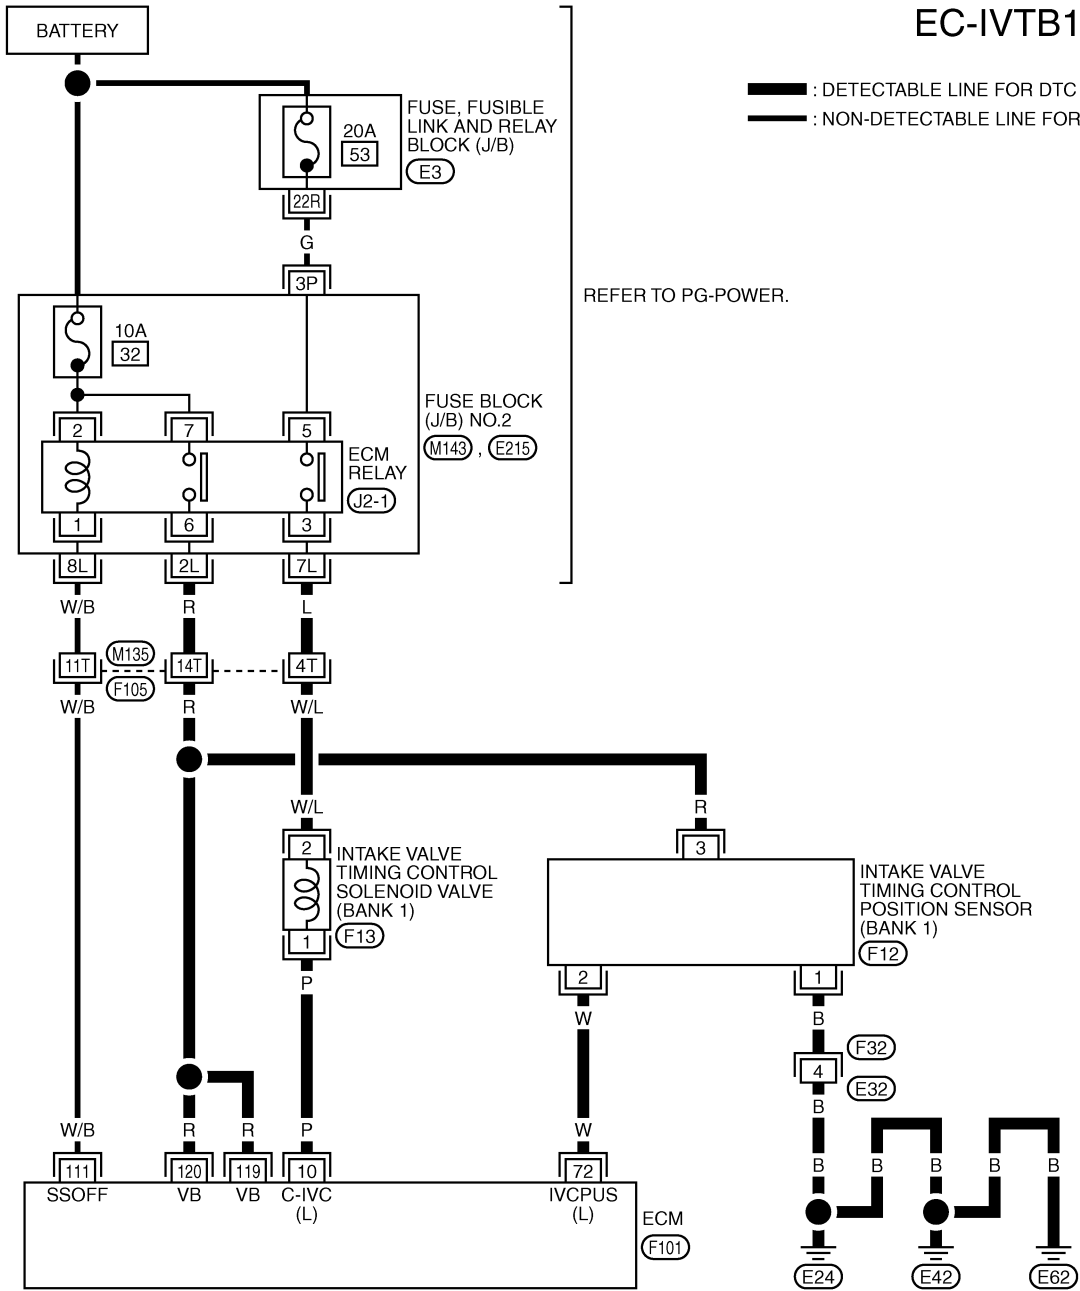 EC-IVTB1
BATTERY
: DETECTABLE LINE FOR DTC
: NON-DETECTABLE LINE FOR
FUSE, FUSIBLE
LINK AND RELAY
BLOCK (J/B)
E3
20A
53
22R
G
3P
REFER TO PG-POWER.
10A
32
FUSE BLOCK
(J/B) NO.2
M143 , E215
2 7 5
ECM
RELAY
J2-1
1 6 3
8L 2L 7L
W/B R L
M135
11T 14T 4T
F105
W/B R W/L
W/L R
2 3
INTAKE VALVE
TIMING CONTROL
SOLENOID VALVE
(BANK 1)
F13
1
P
INTAKE VALVE
TIMING CONTROL
POSITION SENSOR
(BANK 1)
F12
2 1
W B
F32
4
E32
B
W/B R R P W
B B B B B
111 120 119 10 72
SSOFF VB VB C-IVC IVCPUS
(L) (L)
ECM
F101
E24 E42 E62